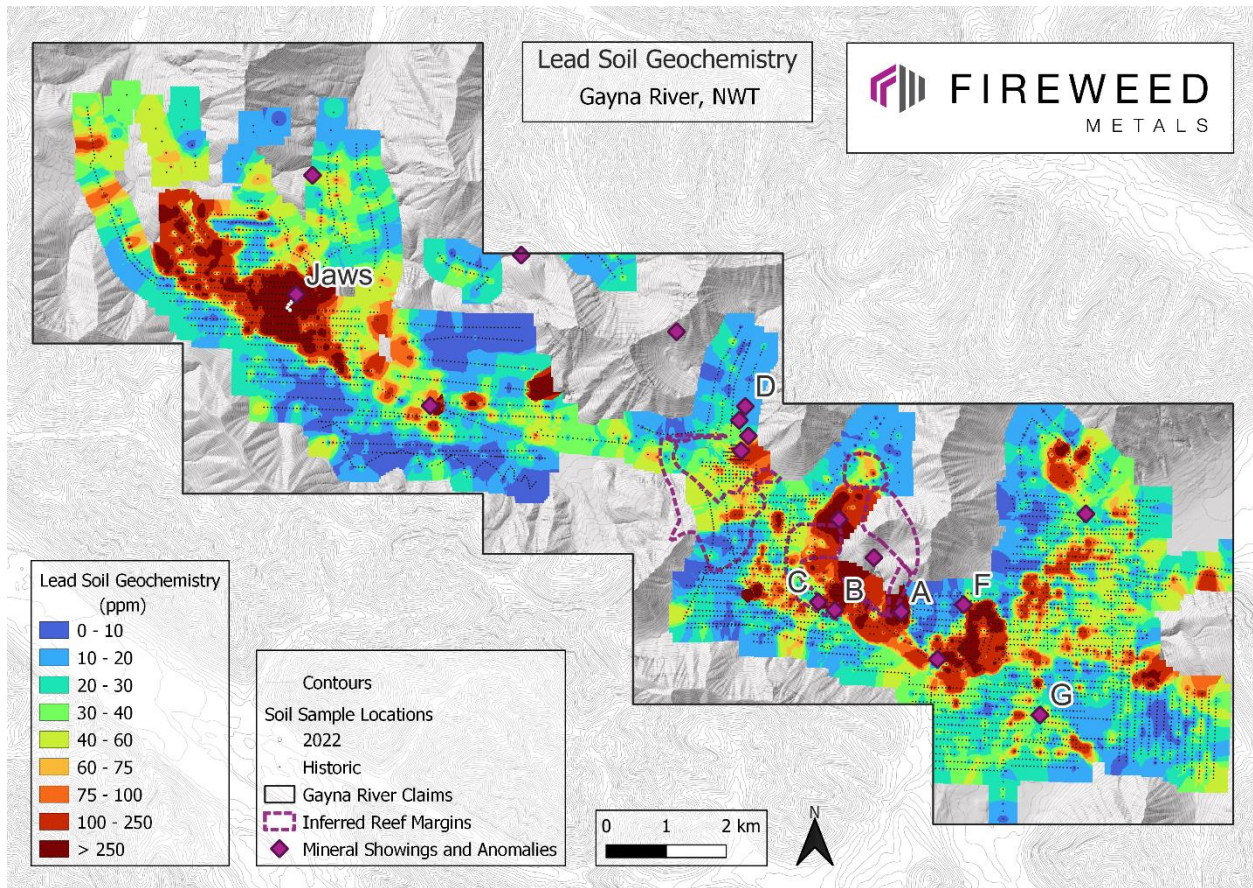 Lead Soil Geochemistry
Gayna River, NWT
FIREWEED
METALS
Jaws
D
C
B
A
F
G
Lead Soil Geochemistry
(ppm)
0 - 10
10 - 20
20 - 30
30 - 40
40 - 60
60 - 75
75 - 100
100 - 250
> 250
Contours
Soil Sample Locations
2022
Historic
Gayna River Claims
Inferred Reef Margins
Mineral Showings and Anomalies
0 1 2 km
N